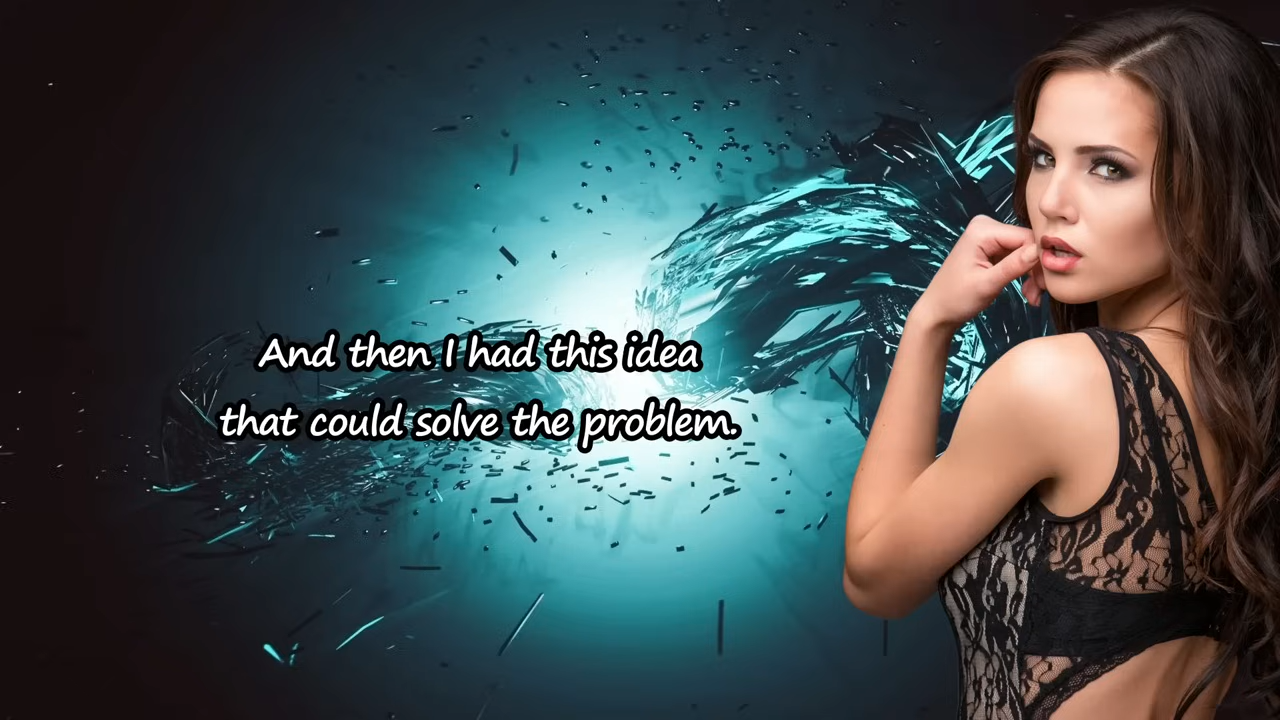 And then I had this idea
that could solve the problem.